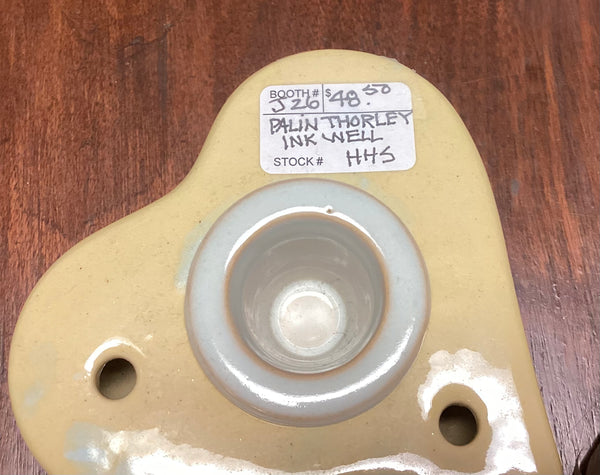 BOOTH # $
J26 48.50
PALIN THORLEY
INK WELL
STOCK # HHS